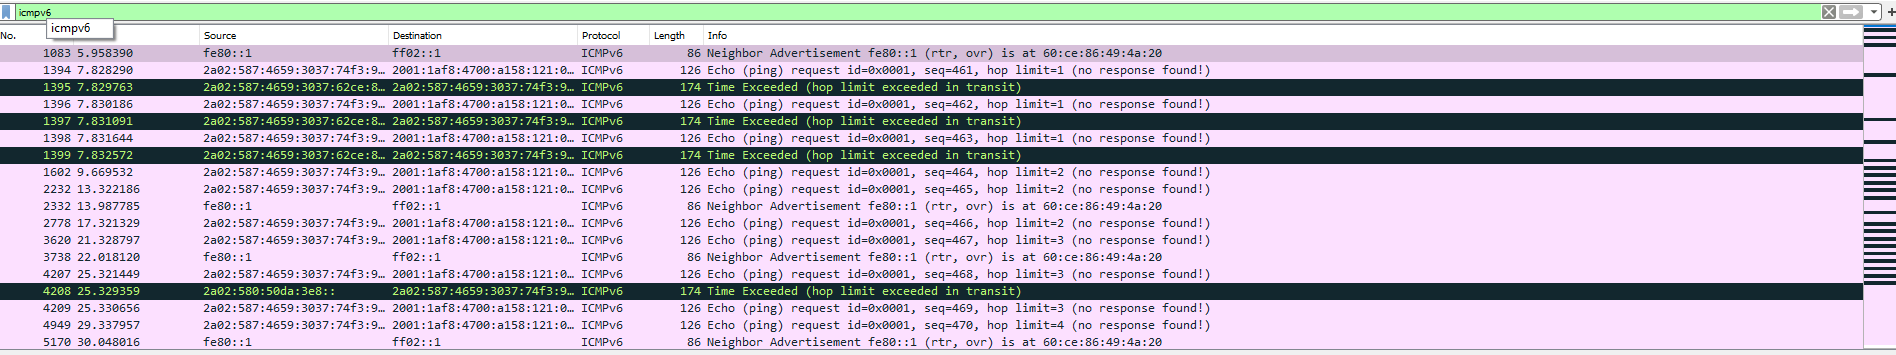 icmpv6
icmpv6
No. Source Destination Protocol Length Info
1083 5.958390 fe80::1 ff02::1 ICMPv6 86 Neighbor Advertisement fe80::1 (rtr, ovr) is at 60:ce:86:49:4a:20
1394 7.828290 2a02:587:4659:3037:74f3:9… 2001:1af8:4700:a158:121:0… ICMPv6 126 Echo (ping) request id=0x0001, seq=461, hop limit=1 (no response found!)
1395 7.829763 2a02:587:4659:3037:62ce:8… 2a02:587:4659:3037:74f3:9… ICMPv6 174 Time Exceeded (hop limit exceeded in transit)
1396 7.830186 2a02:587:4659:3037:74f3:9… 2001:1af8:4700:a158:121:0… ICMPv6 126 Echo (ping) request id=0x0001, seq=462, hop limit=1 (no response found!)
1397 7.831091 2a02:587:4659:3037:62ce:8… 2a02:587:4659:3037:74f3:9… ICMPv6 174 Time Exceeded (hop limit exceeded in transit)
1398 7.831644 2a02:587:4659:3037:74f3:9… 2001:1af8:4700:a158:121:0… ICMPv6 126 Echo (ping) request id=0x0001, seq=463, hop limit=1 (no response found!)
1399 7.832572 2a02:587:4659:3037:62ce:8… 2a02:587:4659:3037:74f3:9… ICMPv6 174 Time Exceeded (hop limit exceeded in transit)
1602 9.669532 2a02:587:4659:3037:74f3:9… 2001:1af8:4700:a158:121:0… ICMPv6 126 Echo (ping) request id=0x0001, seq=464, hop limit=2 (no response found!)
2232 13.322186 2a02:587:4659:3037:74f3:9… 2001:1af8:4700:a158:121:0… ICMPv6 126 Echo (ping) request id=0x0001, seq=465, hop limit=2 (no response found!)
2332 13.987785 fe80::1 ff02::1 ICMPv6 86 Neighbor Advertisement fe80::1 (rtr, ovr) is at 60:ce:86:49:4a:20
2778 17.321329 2a02:587:4659:3037:74f3:9… 2001:1af8:4700:a158:121:0… ICMPv6 126 Echo (ping) request id=0x0001, seq=466, hop limit=2 (no response found!)
3620 21.328797 2a02:587:4659:3037:74f3:9… 2001:1af8:4700:a158:121:0… ICMPv6 126 Echo (ping) request id=0x0001, seq=467, hop limit=3 (no response found!)
3738 22.018120 fe80::1 ff02::1 ICMPv6 86 Neighbor Advertisement fe80::1 (rtr, ovr) is at 60:ce:86:49:4a:20
4207 25.321449 2a02:587:4659:3037:74f3:9… 2001:1af8:4700:a158:121:0… ICMPv6 126 Echo (ping) request id=0x0001, seq=468, hop limit=3 (no response found!)
4208 25.329359 2a02:580:50da:3e8:: 2a02:587:4659:3037:74f3:9… ICMPv6 174 Time Exceeded (hop limit exceeded in transit)
4209 25.330656 2a02:587:4659:3037:74f3:9… 2001:1af8:4700:a158:121:0… ICMPv6 126 Echo (ping) request id=0x0001, seq=469, hop limit=3 (no response found!)
4949 29.337957 2a02:587:4659:3037:74f3:9… 2001:1af8:4700:a158:121:0… ICMPv6 126 Echo (ping) request id=0x0001, seq=470, hop limit=4 (no response found!)
5170 30.048016 fe80::1 ff02::1 ICMPv6 86 Neighbor Advertisement fe80::1 (rtr, ovr) is at 60:ce:86:49:4a:20